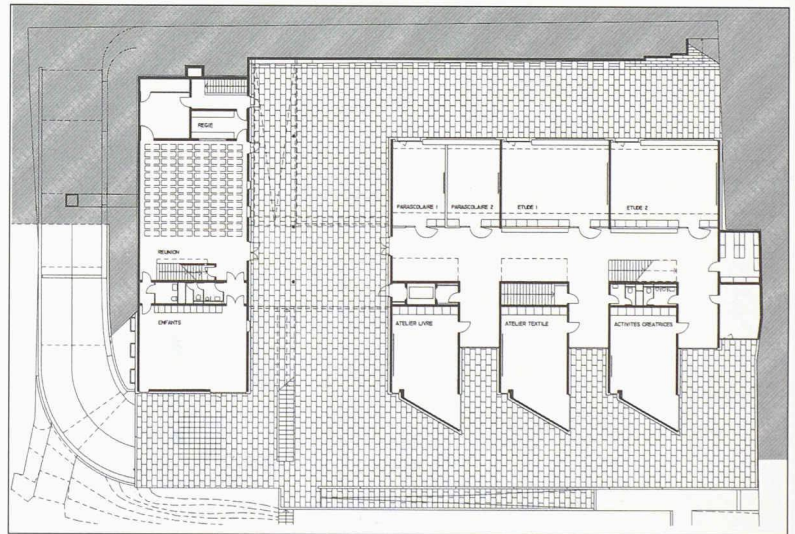 REGIE
PARASCOLAIRE 1
PARASCOLAIRE 2
ETUDE 1
ETUDE 2
REUNION
ENFANTS
ATELIER LIVRE
ATELIER TEXTILE
ACTIVITES CREATRICES